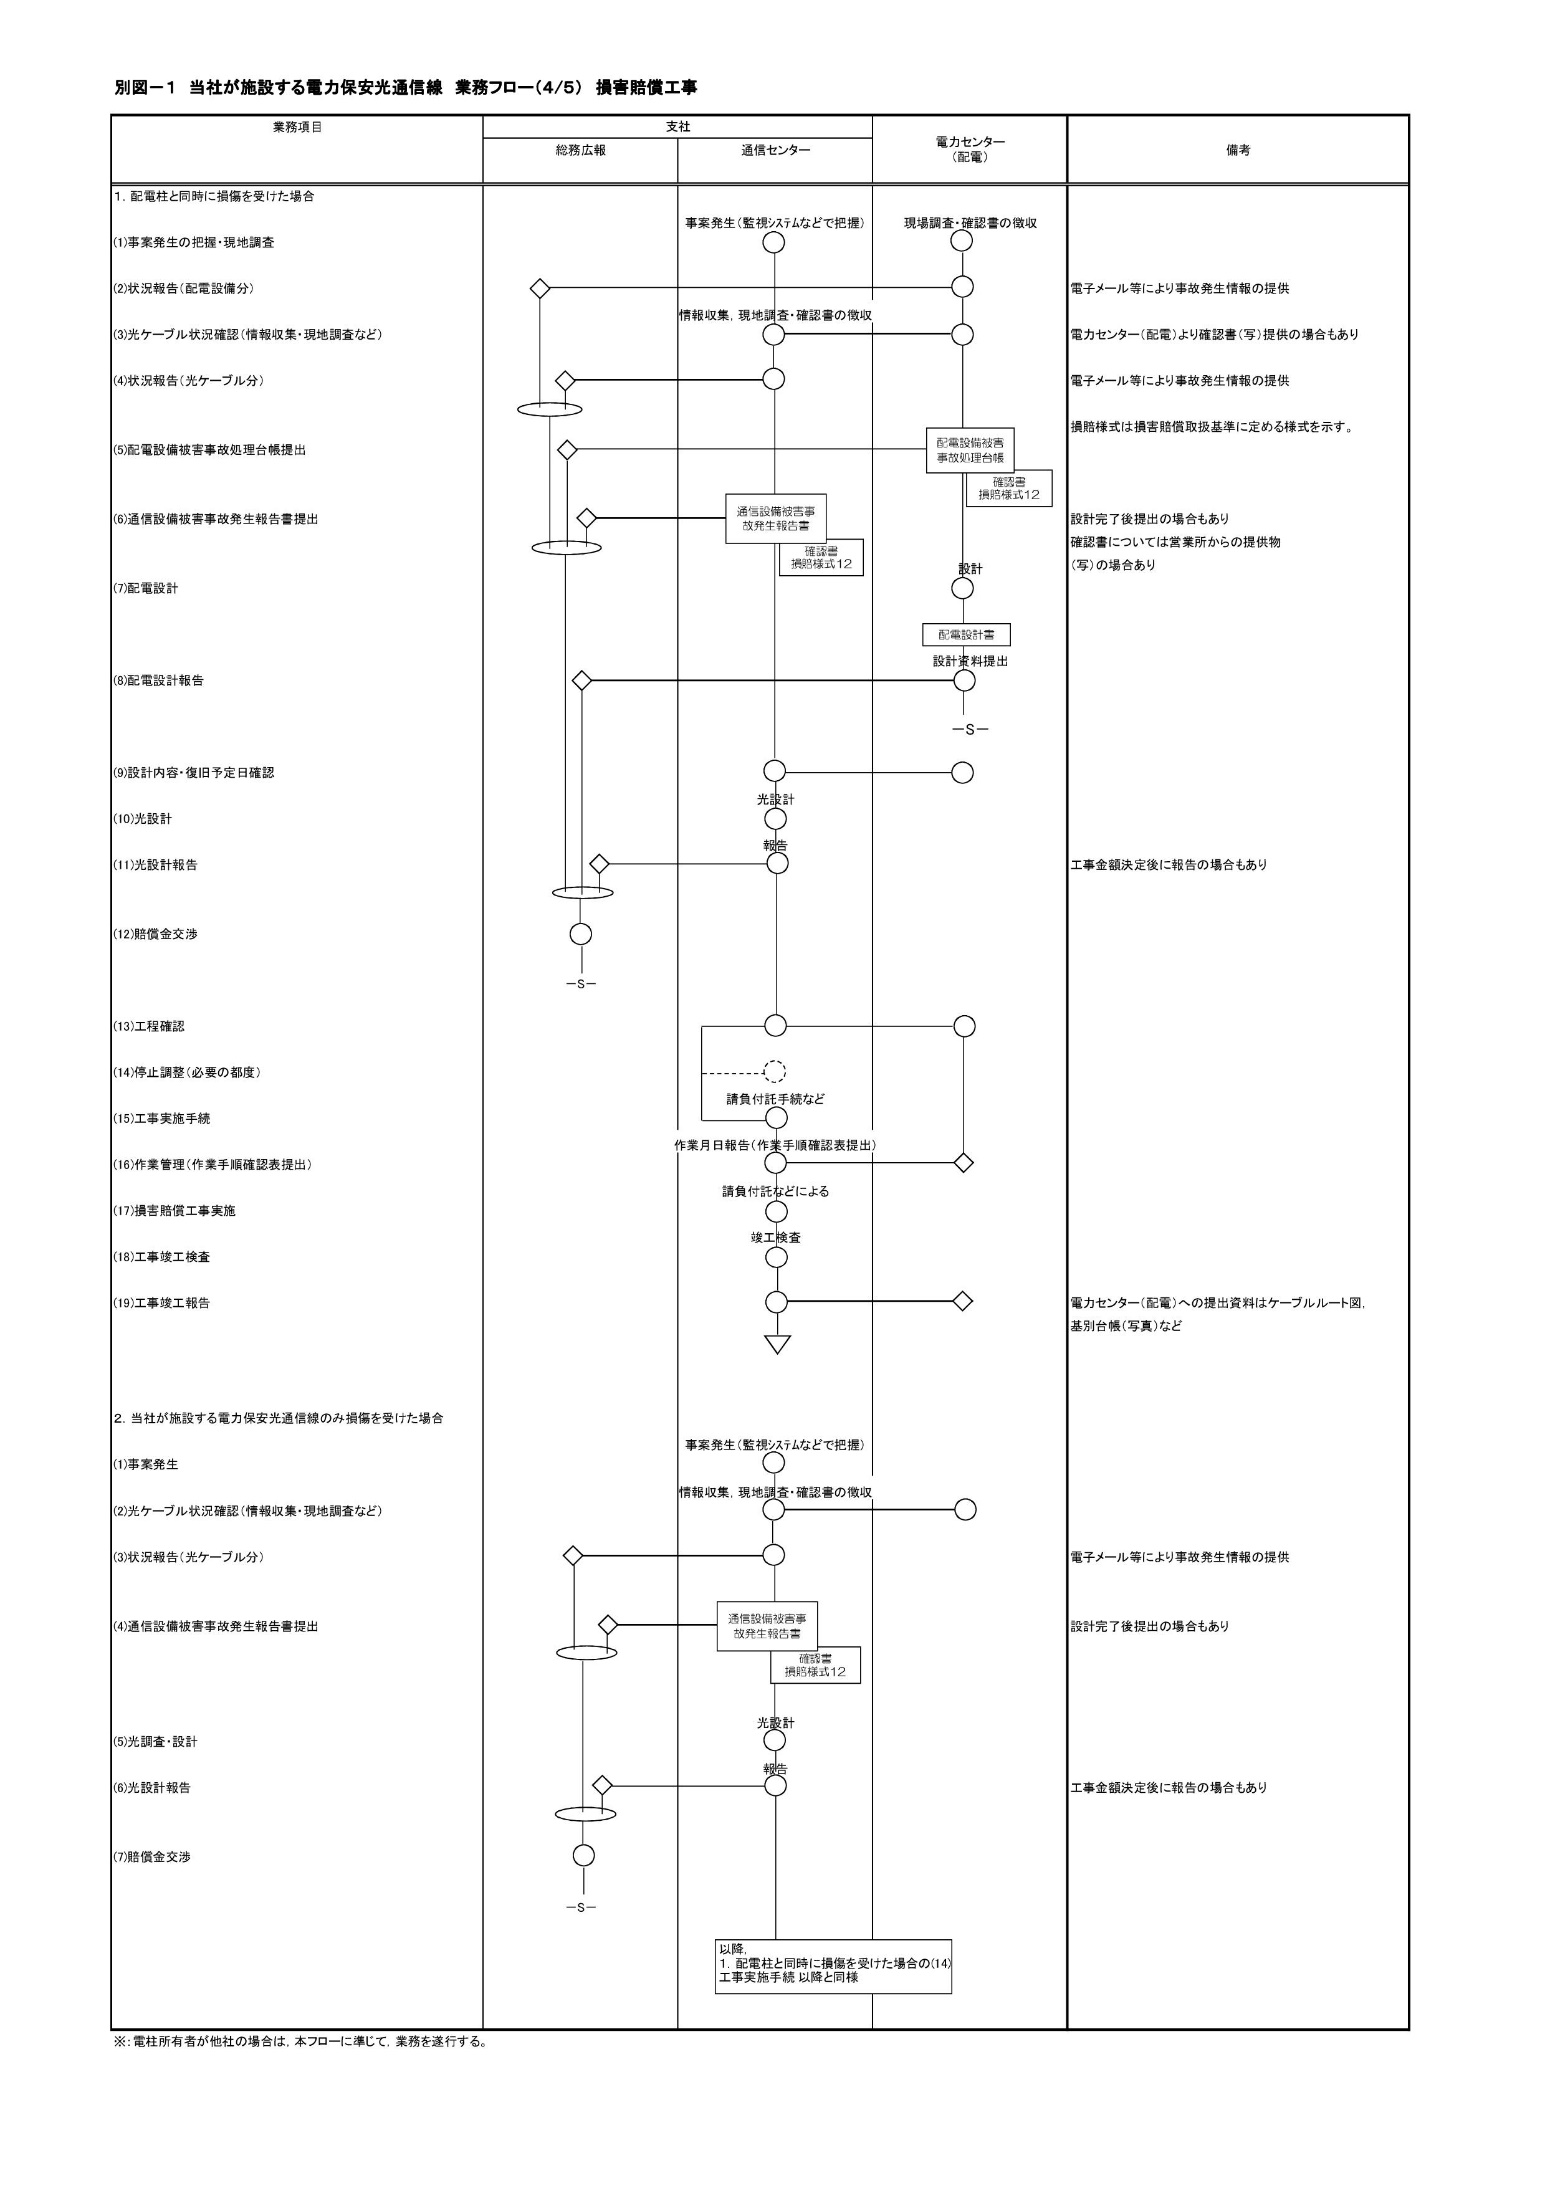 別図－1　当社が施設する電力保安光通信線　業務フロー(4/5)　損害賠償工事
業務項目
支社
総務広報
通信センター
電力センター
（配電）
備考
1．配電柱と同時に損傷を受けた場合
事案発生（監視システムなどで把握）
現場調査・確認書の徴収
(1)事案発生の把握・現地調査
(2)状況報告（配電設備分）
電子メール等により事故発生情報の提供
情報収集，現地調査・確認書の徴収
(3)光ケーブル状況確認（情報収集・現地調査など）
電力センター（配電）より確認書（写）提供の場合もあり
(4)状況報告（光ケーブル分）
電子メール等により事故発生情報の提供
損賠様式は損害賠償取扱基準に定める様式を示す。
(5)配電設備被害事故処理台帳提出
配電設備被害
事故処理台帳
確認書
損賠様式12
(6)通信設備被害事故発生報告書提出
通信設備被害事
故発生報告書
確認書
損賠様式12
設計完了後提出の場合もあり
確認書については営業所からの提供物
（写）の場合あり
設計
(7)配電設計
配電設計書
設計資料提出
(8)配電設計報告
－S－
(9)設計内容・復旧予定日確認
光設計
(10)光設計
報告
(11)光設計報告
工事金額決定後に報告の場合もあり
(12)賠償金交渉
－S－
(13)工程確認
(14)停止調整（必要の都度）
請負付託手続など
(15)工事実施手続
作業月日報告（作業手順確認表提出）
(16)作業管理（作業手順確認表提出）
請負付託などによる
(17)損害賠償工事実施
竣工検査
(18)工事竣工検査
(19)工事竣工報告
電力センター（配電）への提出資料はケーブルルート図，
基別台帳（写真）など
2．当社が施設する電力保安光通信線のみ損傷を受けた場合
事案発生（監視システムなどで把握）
(1)事案発生
情報収集，現地調査・確認書の徴収
(2)光ケーブル状況確認（情報収集・現地調査など）
(3)状況報告（光ケーブル分）
電子メール等により事故発生情報の提供
(4)通信設備被害事故発生報告書提出
通信設備被害事
故発生報告書
確認書
損賠様式12
設計完了後提出の場合もあり
光設計
(5)光調査・設計
報告
(6)光設計報告
工事金額決定後に報告の場合もあり
(7)賠償金交渉
－S－
以降，
1．配電柱と同時に損傷を受けた場合の(14)
工事実施手続 以降と同様
※：電柱所有者が他社の場合は，本フローに準じて，業務を遂行する。